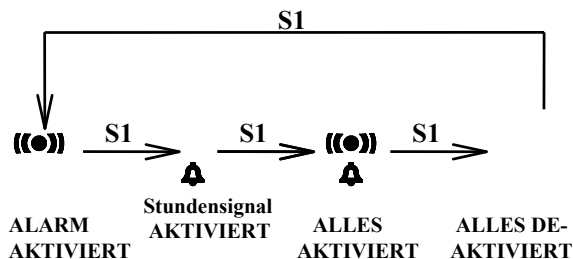 S1
S1
S1
S1
ALARM
AKTIVIERT
Stundensignal
AKTIVIERT
ALLES
AKTIVIERT
ALLES DE-
AKTIVIERT